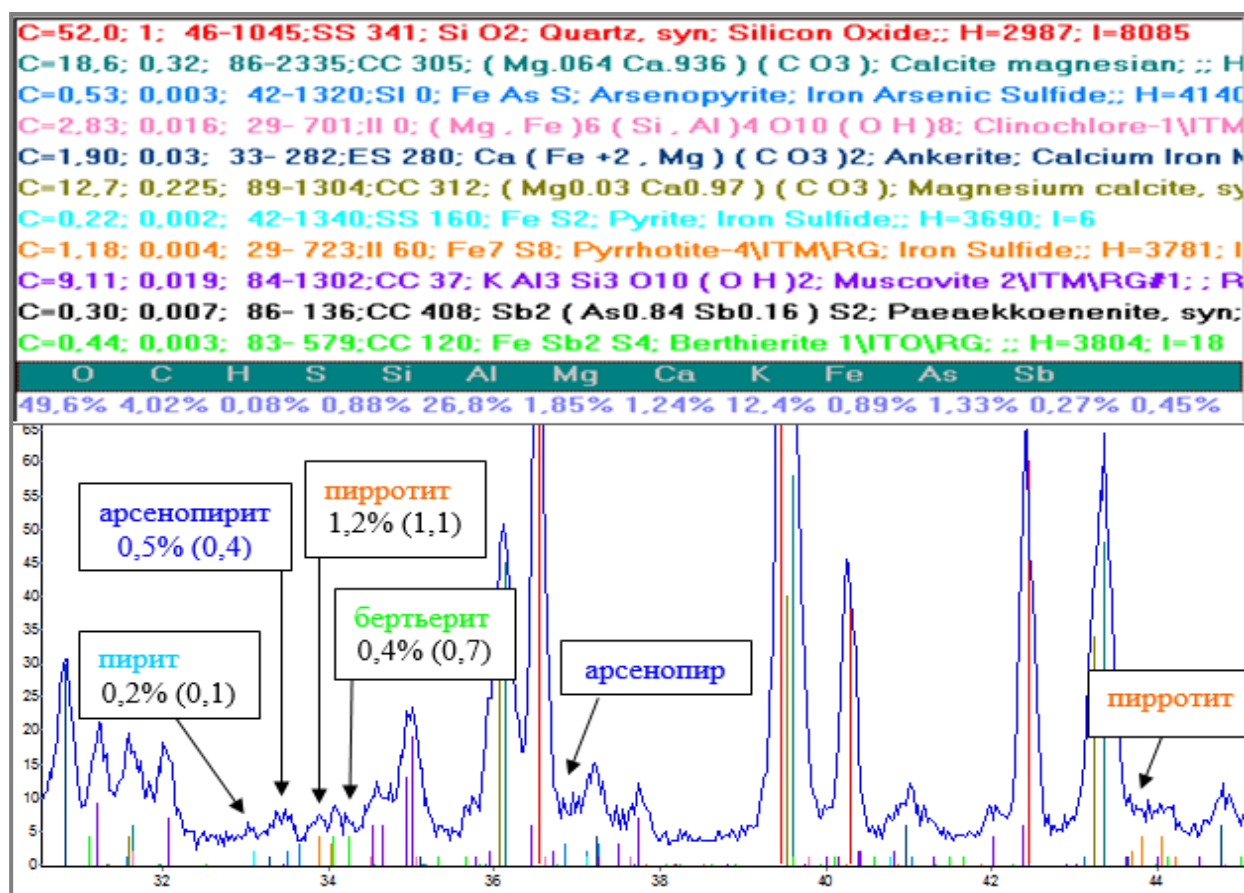 C=52,0; 1; 46-1045;SS 341; Si O2; Quartz, syn; Silicon Oxide;; H=2987; I=8085
C=18,6; 0,32; 86-2335;CC 305; ( Mg.064 Ca.936 ) ( C O3 ); Calcite magnesian; ;; H
C=0,53; 0,003; 42-1320;SI 0; Fe As S; Arsenopyrite; Iron Arsenic Sulfide;; H=4140
C=2,83; 0,016; 29- 701;II 0; ( Mg , Fe )6 ( Si , Al )4 O10 ( O H )8; Clinochlore-1\ITM
C=1,90; 0,03; 33- 282;ES 280; Ca ( Fe +2 , Mg ) ( C O3 )2; Ankerite; Calcium Iron M
C=12,7; 0,225; 89-1304;CC 312; ( Mg0.03 Ca0.97 ) ( C O3 ); Magnesium calcite, sy
C=0,22; 0,002; 42-1340;SS 160; Fe S2; Pyrite; Iron Sulfide;; H=3690; I=6
C=1,18; 0,004; 29- 723;II 60; Fe7 S8; Pyrrhotite-4\ITM\RG; Iron Sulfide;; H=3781; I
C=9,11; 0,019; 84-1302;CC 37; K Al3 Si3 O10 ( O H )2; Muscovite 2\ITM\RG#1; ; R
C=0,30; 0,007; 86- 136;CC 408; Sb2 ( As0.84 Sb0.16 ) S2; Paeaekkoenenite, syn;
C=0,44; 0,003; 83- 579;CC 120; Fe Sb2 S4; Berthierite 1\ITO\RG; ;; H=3804; I=18
O C H S Si Al Mg Ca K Fe As Sb
49,6% 4,02% 0,08% 0,88% 26,8% 1,85% 1,24% 12,4% 0,89% 1,33% 0,27% 0,45%
65
60
55
50
45
40
35
30
25
20
15
10
5
0
арсенопирит
0,5% (0,4)
пирротит
1,2% (1,1)
бертьерит
0,4% (0,7)
пирит
0,2% (0,1)
арсенопир
пирротит
32 34 36 38 40 42 44